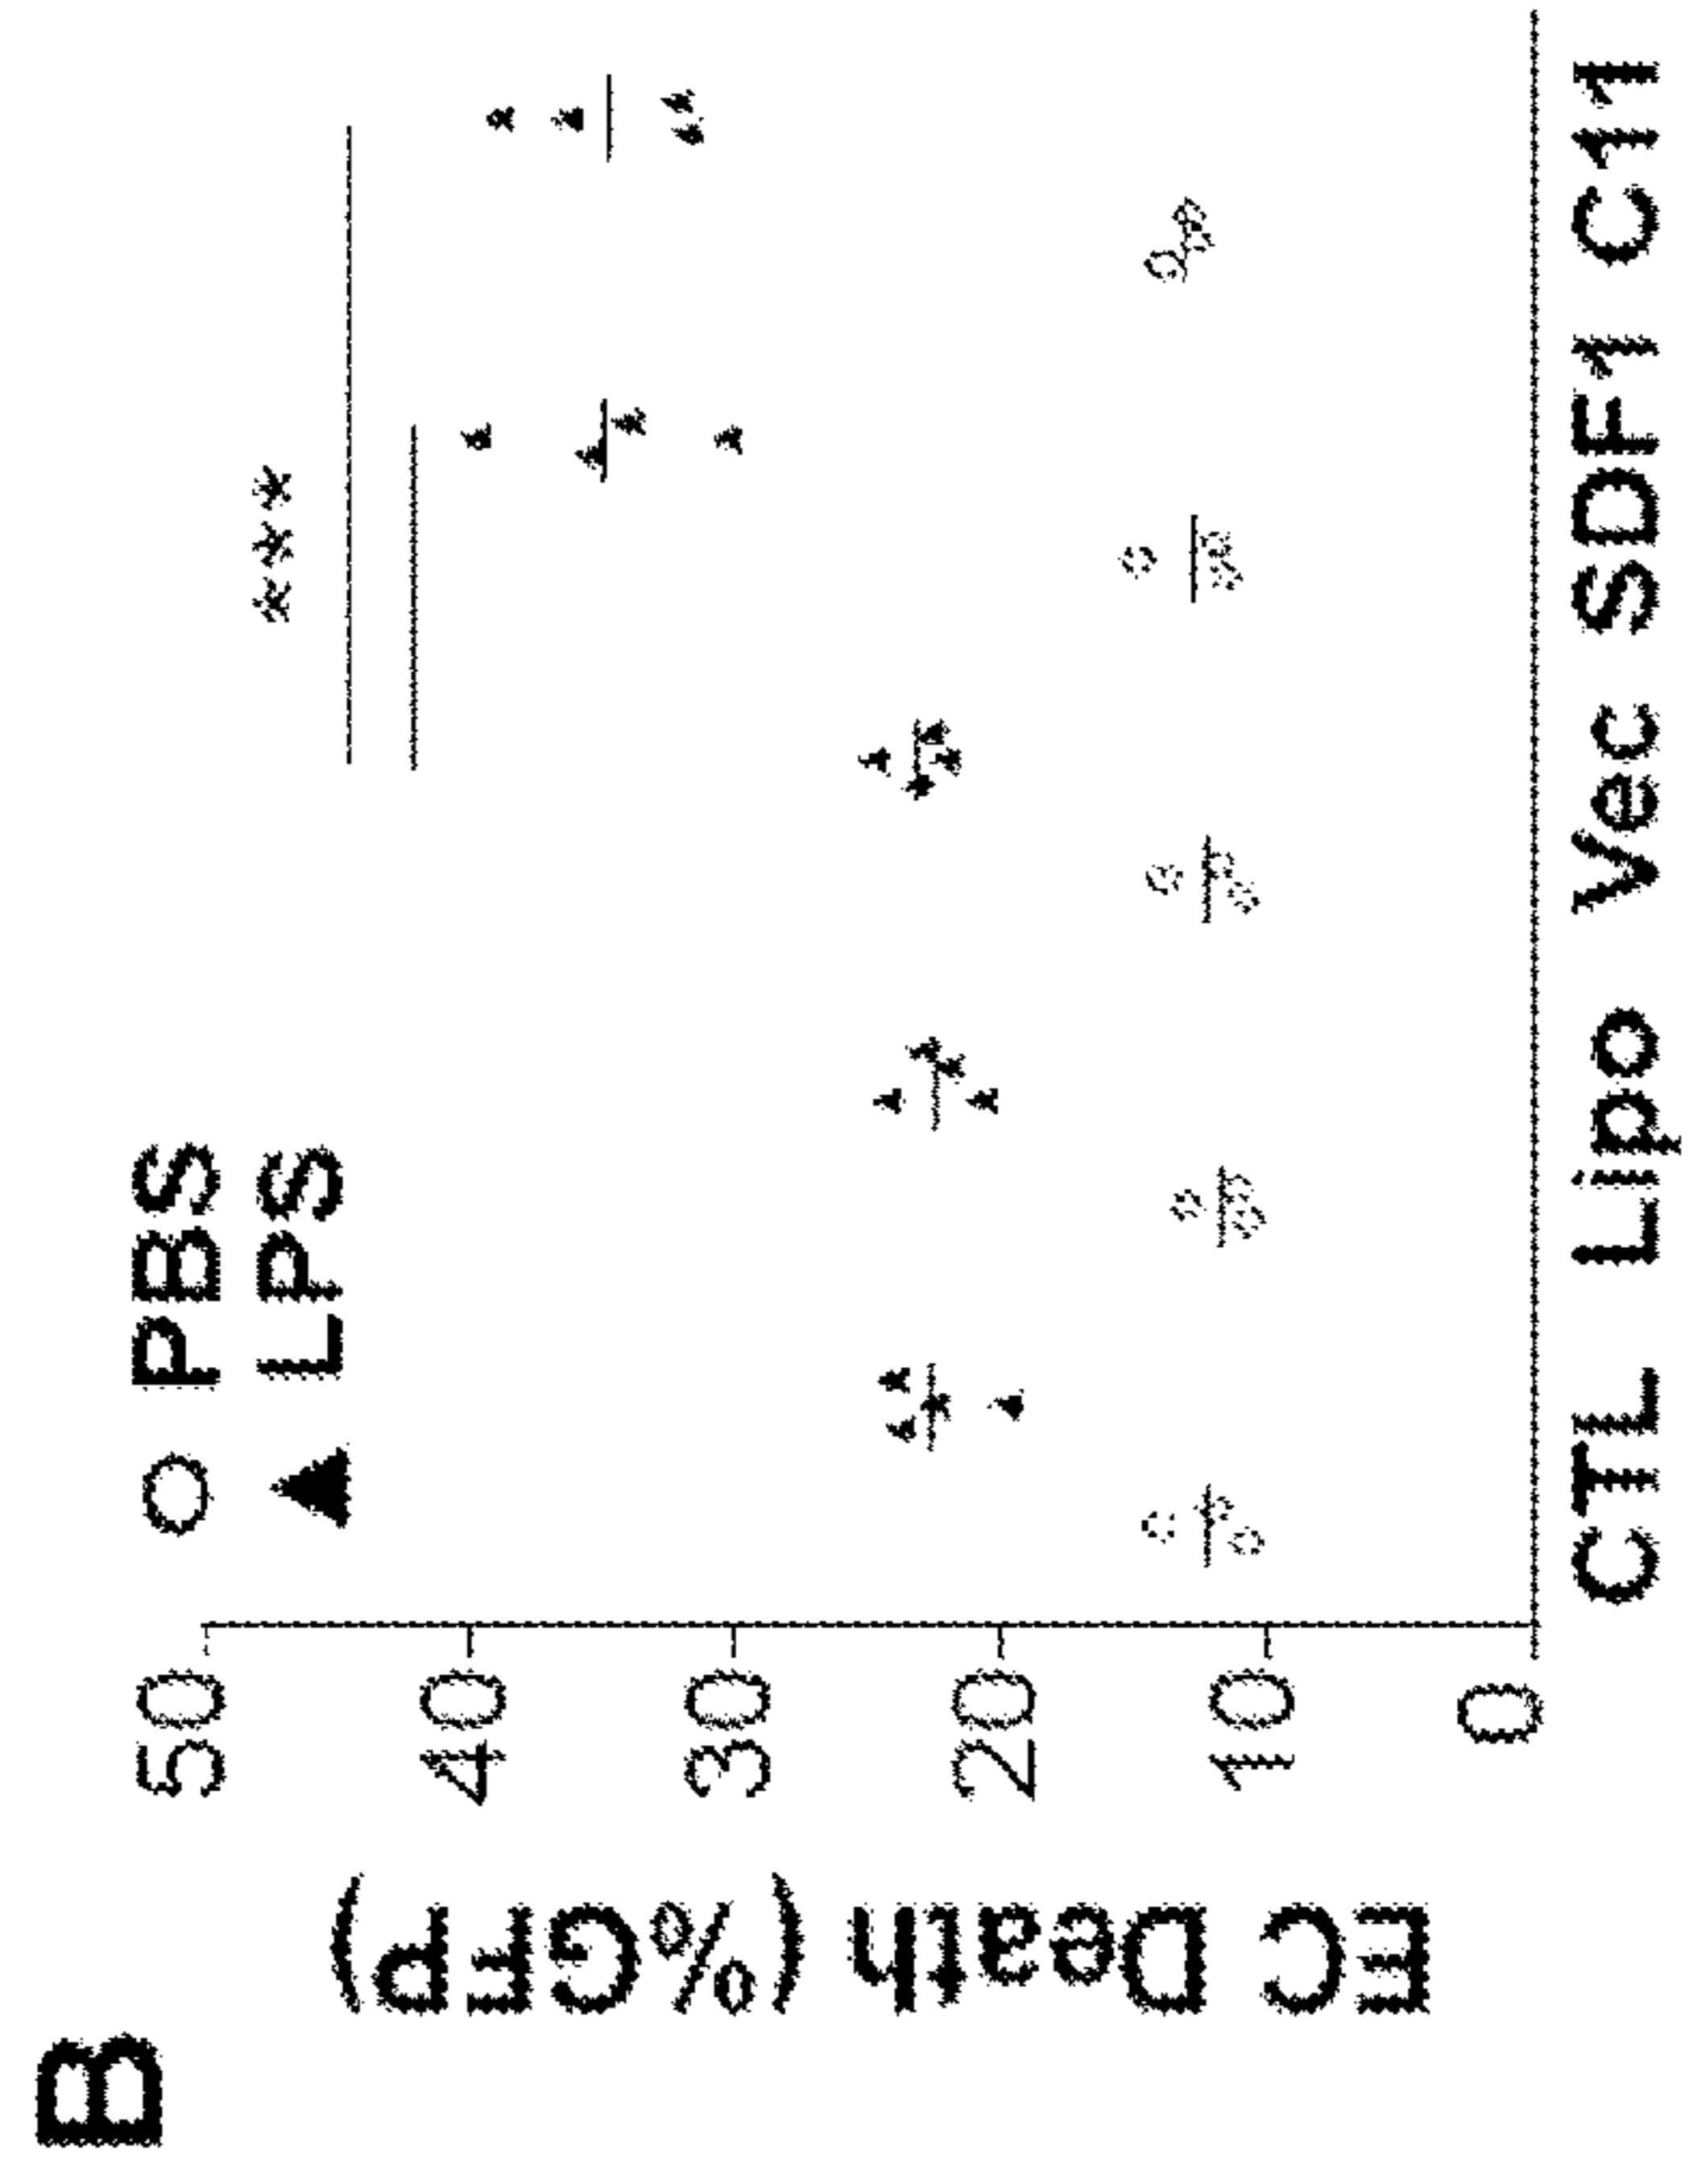 B
PBS
LPS
***
50
40
30
20
10
0
EC Death (%GFP)
CTL Lipo Vec SDF1 C11